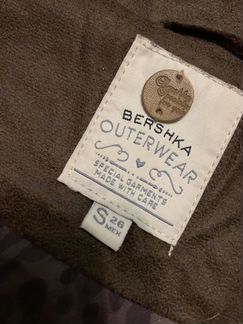 BERSHKA
OUTERWEAR
SPECIAL GARMENTS
MADE WITH CARE
S
26
MEX